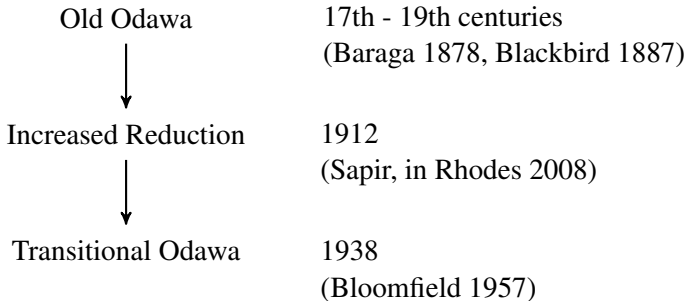 Old Odawa 17th - 19th centuries
(Baraga 1878, Blackbird 1887)
Increased Reduction 1912
(Sapir, in Rhodes 2008)
Transitional Odawa 1938
(Bloomfield 1957)